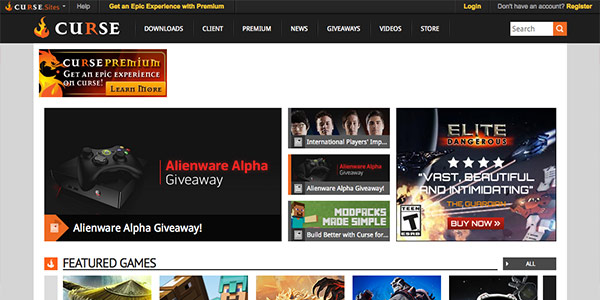 CURSE.Sites
Help
Get an Epic Experience with Premium
Login
Don't have an account? Register
CURSE
DOWNLOADS
CLIENT
PREMIUM
NEWS
GIVEAWAYS
VIDEOS
STORE
Search
CURSEPREMIUM
GET AN EPIC EXPERIENCE
ON CURSE!
LEARN MORE
Alienware Alpha
Giveaway
Alienware Alpha Giveaway!
International Players' Imp...
Alienware Alpha
Giveaway
Alienware Alpha Giveaway!
MODPACKS
MADE SIMPLE
Build Better with Curse for...
ELITE
DANGEROUS
"VAST, BEAUTIFUL
AND INTIMIDATING"
THE GUARDIAN
TEEN
T
ESRB
BUY NOW »
FEATURED GAMES
ALL